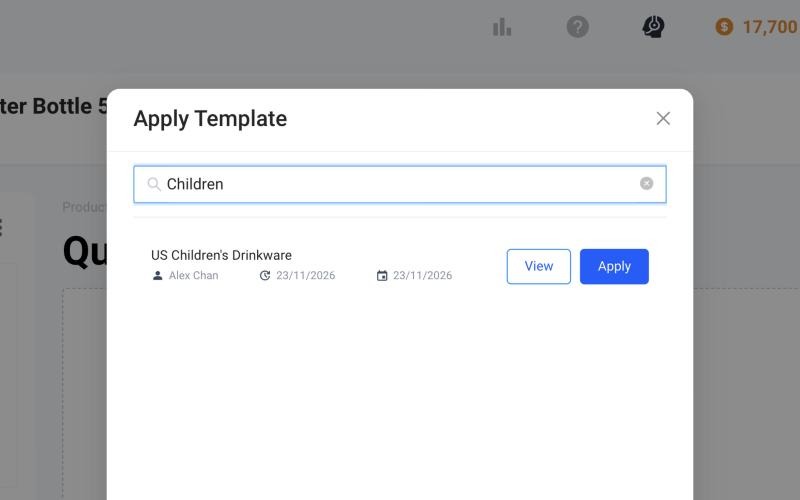 17,700
ter Bottle 5
Apply Template
Children
Produc
Qu
US Children's Drinkware
Alex Chan 23/11/2026 23/11/2026
View
Apply